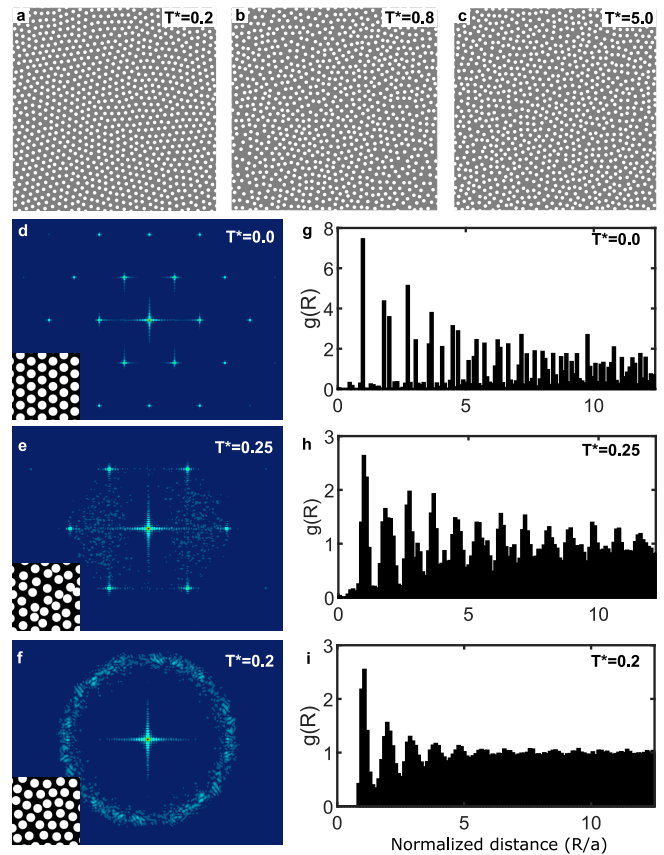 a T*=0.2
b T*=0.8
c T*=5.0
d T*=0.0
g T*=0.0
8
6
4
2
0
g(R)
0 5 10
e T*=0.25
h T*=0.25
3
2
1
0
g(R)
0 5 10
f T*=0.2
i T*=0.2
3
2
1
0
g(R)
0 5 10
Normalized distance (R/a)